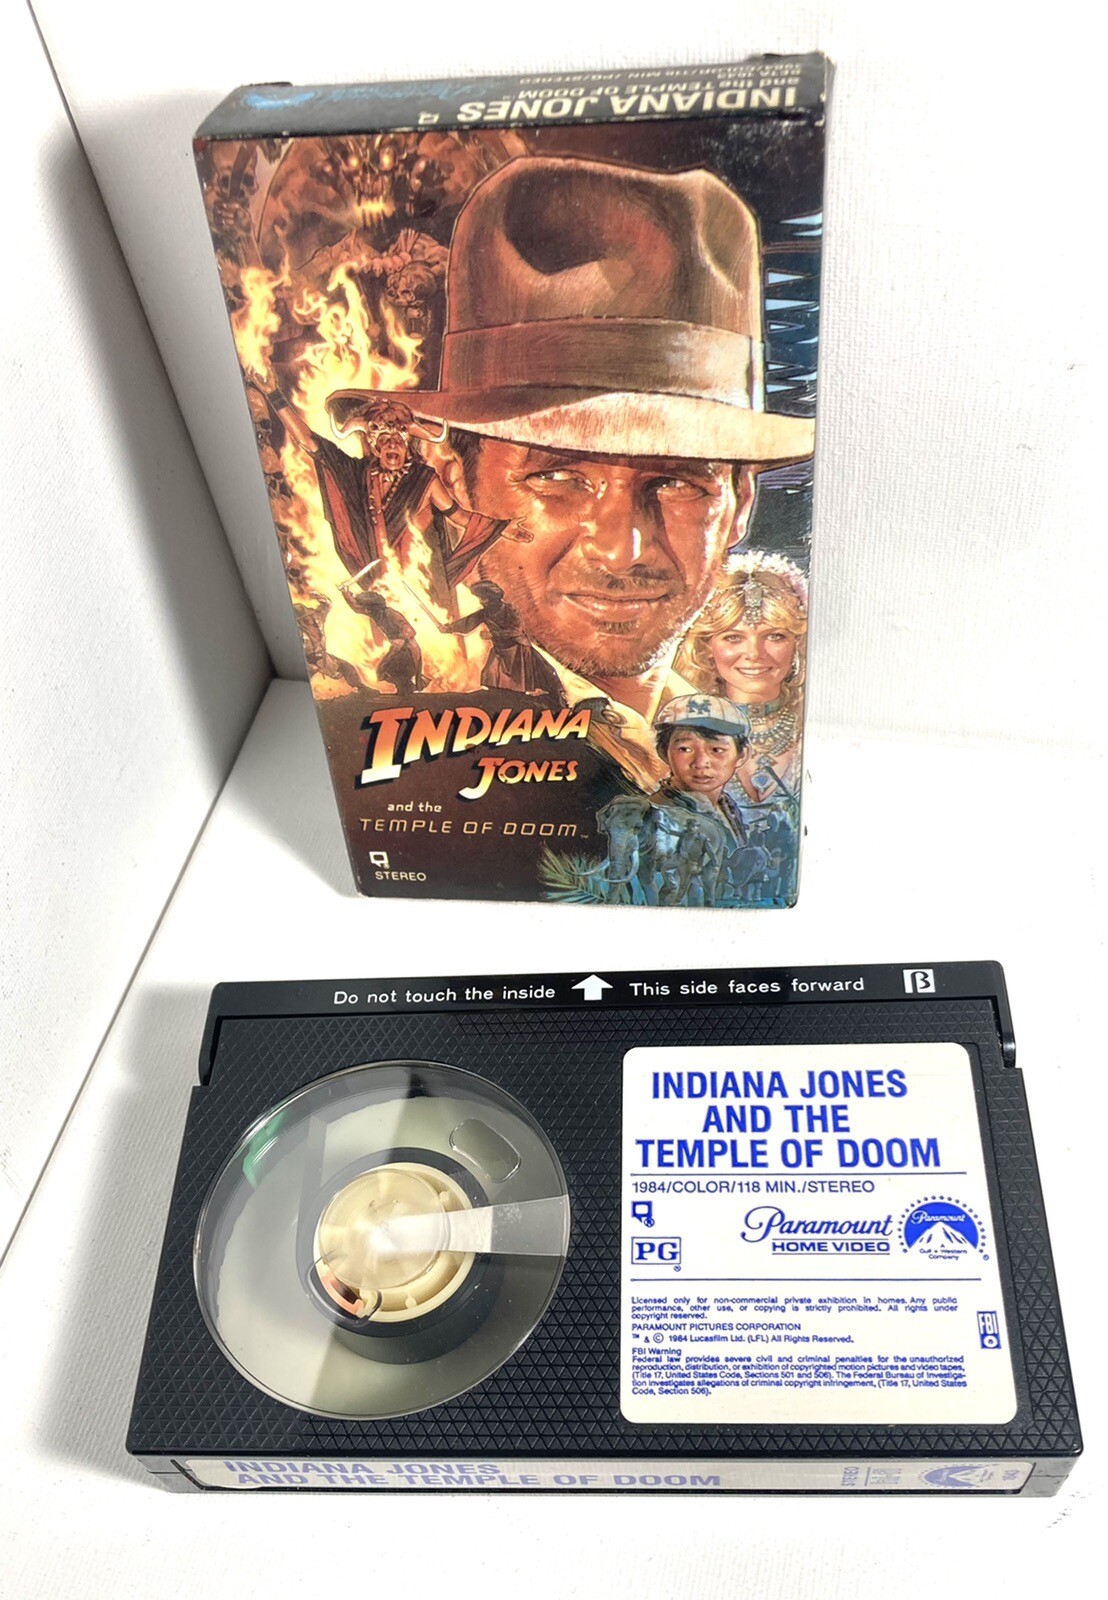 INDIANA JONES
and the TEMPLE OF DOOM
INDIANA
JONES
and the
TEMPLE OF DOOM™
STEREO
Do not touch the inside
This side faces forward
β
INDIANA JONES
AND THE
TEMPLE OF DOOM
1984/COLOR/118 MIN./STEREO
Paramount
HOME VIDEO
Paramount
Gulf + Western
Company
PG
Licensed only for non-commercial private exhibition in homes. Any public
performance, other use, or copying is strictly prohibited. All rights under
copyright reserved.
PARAMOUNT PICTURES CORPORATION
™ & © 1984 Lucasfilm Ltd. (LFL) All Rights Reserved.
FBI
FBI Warning
Federal law provides severe civil and criminal penalties for the unauthorized
reproduction, distribution, or exhibition of copyrighted motion pictures and video tapes,
(Title 17, United States Code, Sections 501 and 506). The Federal Bureau of Investiga-
tion investigates allegations of criminal copyright infringement, (Title 17, United States
Code, Section 506).
INDIANA JONES
AND THE TEMPLE OF DOOM
STEREO